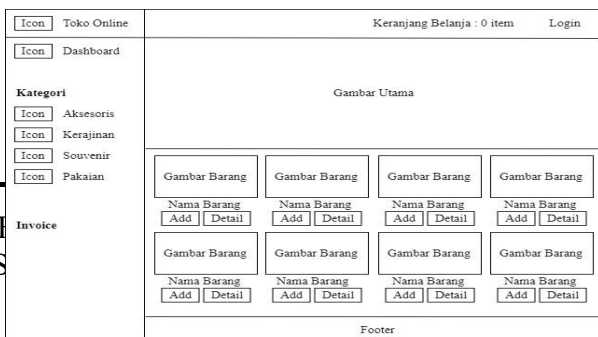 Icon Toko Online
Keranjang Belanja : 0 item Login
Icon Dashboard
Kategori
Icon Aksesoris
Icon Kerajinan
Icon Souvenir
Icon Pakaian
Invoice
Gambar Utama
Gambar Barang Gambar Barang Gambar Barang Gambar Barang
Nama Barang Nama Barang Nama Barang Nama Barang
Add Detail Add Detail Add Detail Add Detail
Gambar Barang Gambar Barang Gambar Barang Gambar Barang
Nama Barang Nama Barang Nama Barang Nama Barang
Add Detail Add Detail Add Detail Add Detail
Footer